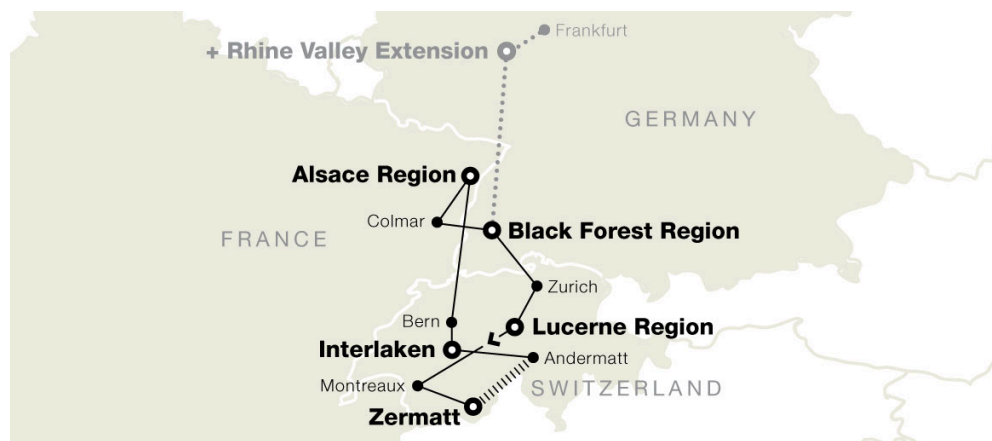 Frankfurt
+ Rhine Valley Extension
GERMANY
Alsace Region
Colmar
Black Forest Region
FRANCE
Zurich
Bern
Lucerne Region
Interlaken
Andermatt
Montreaux
SWITZERLAND
Zermatt